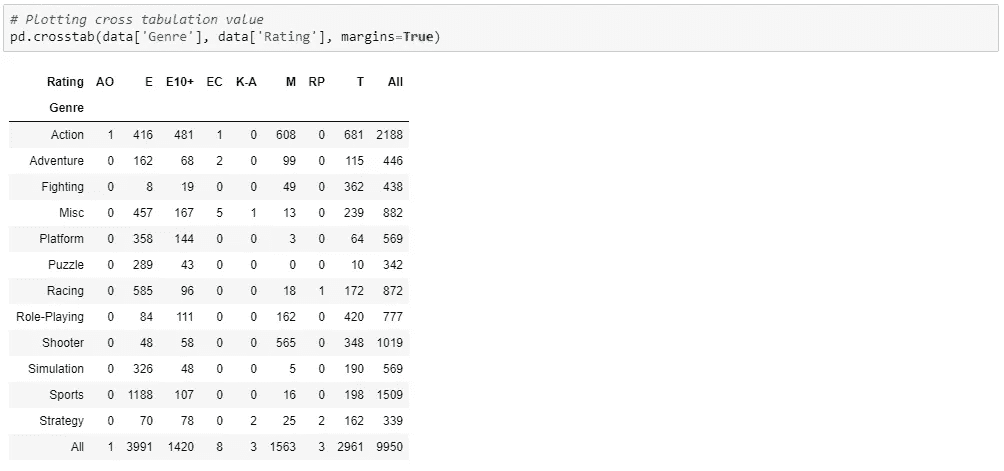 # Plotting cross tabulation value
pd.crosstab(data['Genre'], data['Rating'], margins=True)
Rating AO E E10+ EC K-A M RP T All
Genre
Action 1 416 481 1 0 608 0 681 2188
Adventure 0 162 68 2 0 99 0 115 446
Fighting 0 8 19 0 0 49 0 362 438
Misc 0 457 167 5 1 13 0 239 882
Platform 0 358 144 0 0 3 0 64 569
Puzzle 0 289 43 0 0 0 0 10 342
Racing 0 585 96 0 0 18 1 172 872
Role-Playing 0 84 111 0 0 162 0 420 777
Shooter 0 48 58 0 0 565 0 348 1019
Simulation 0 326 48 0 0 5 0 190 569
Sports 0 1188 107 0 0 16 0 198 1509
Strategy 0 70 78 0 2 25 2 162 339
All 1 3991 1420 8 3 1563 3 2961 9950